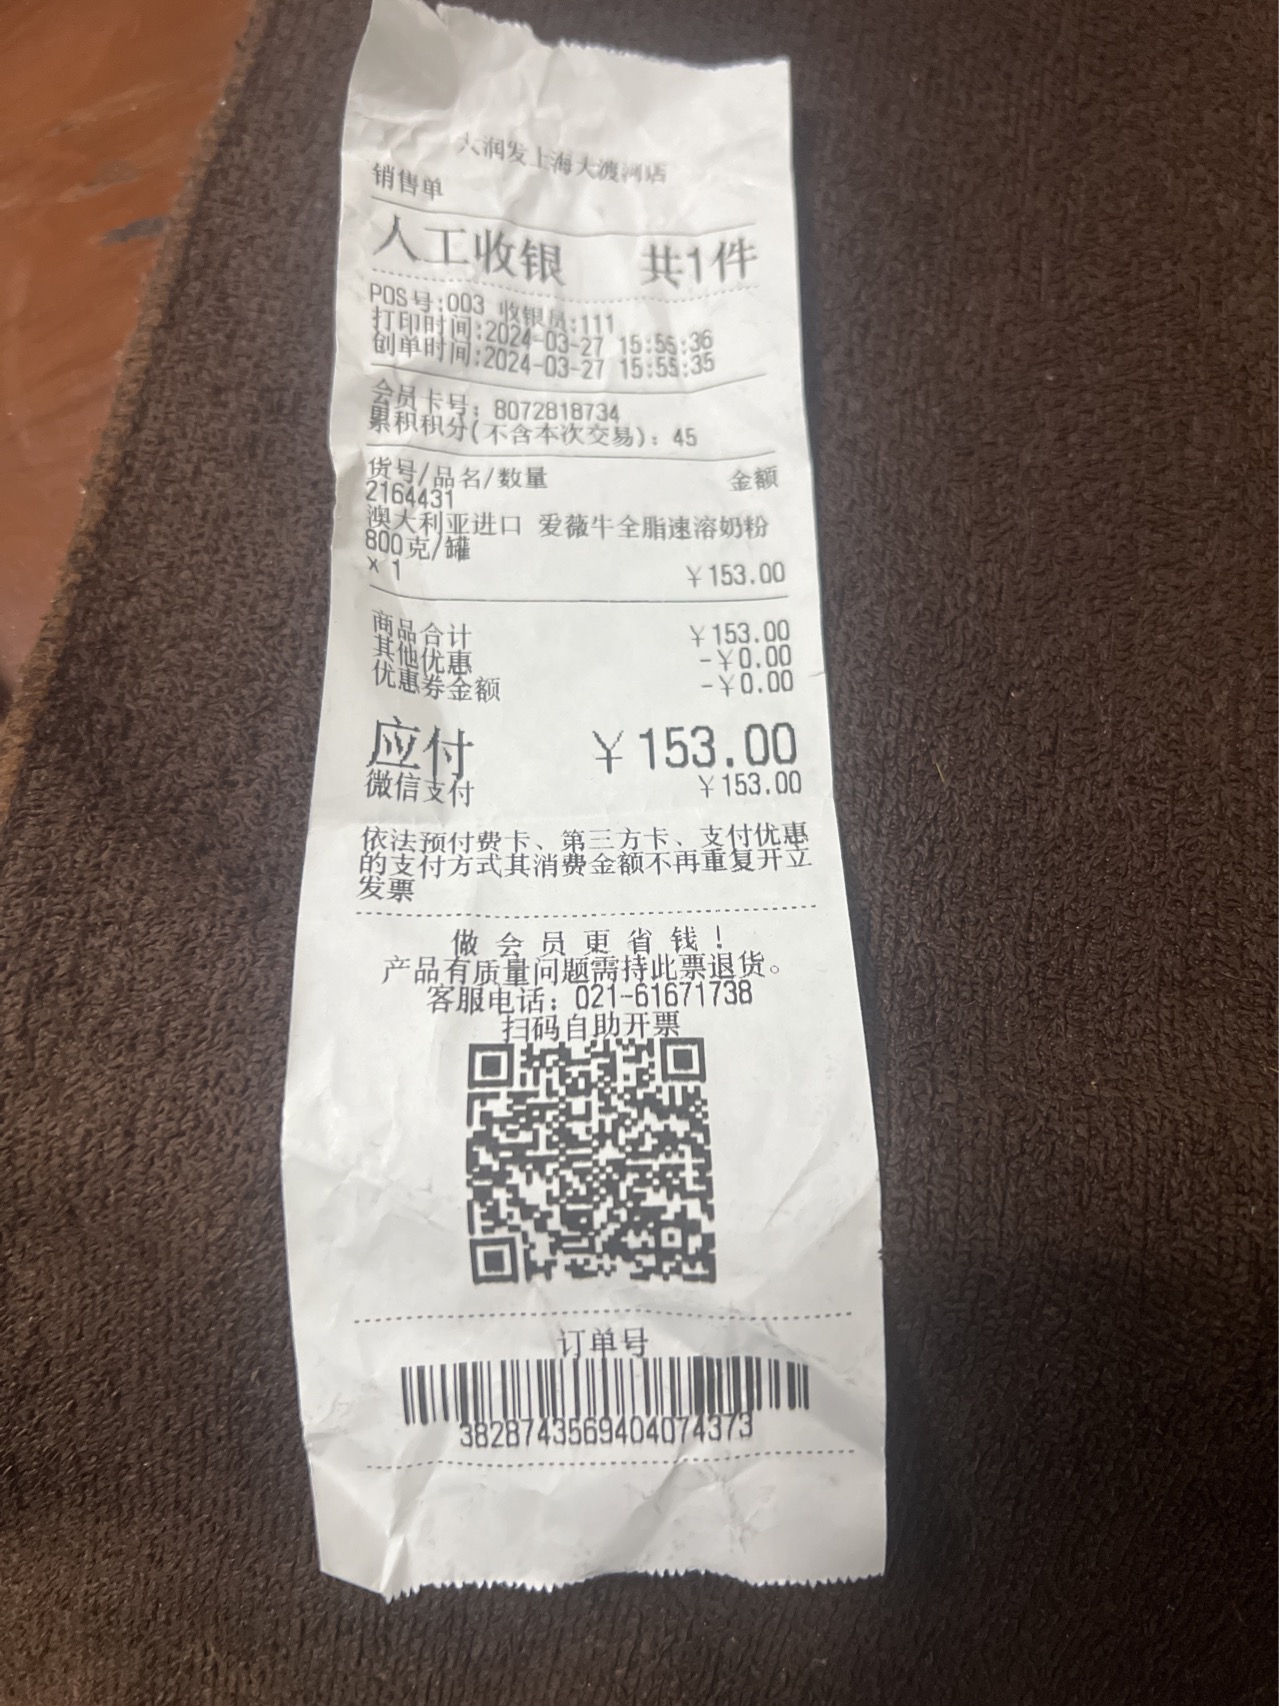 大润发上海大渡河店
销售单
人工收银 共1件
POS号:003 收银员:111
打印时间:2024-03-27 15:55:36
创单时间:2024-03-27 15:55:35
会员卡号: 8072818734
累积积分(不含本次交易): 45
货号/品名/数量 金额
2164431
澳大利亚进口 爱薇牛全脂速溶奶粉
800克/罐
x 1 ￥153.00
商品合计 ￥153.00
其他优惠 -￥0.00
优惠券金额 -￥0.00
应付 ￥153.00
微信支付 ￥153.00
依法预付费卡、第三方卡、支付优惠
的支付方式其消费金额不再重复开立
发票
做会员更省钱!
产品有质量问题需持此票退货。
客服电话: 021-61671738
扫码自助开票
订单号
3828743569404074373